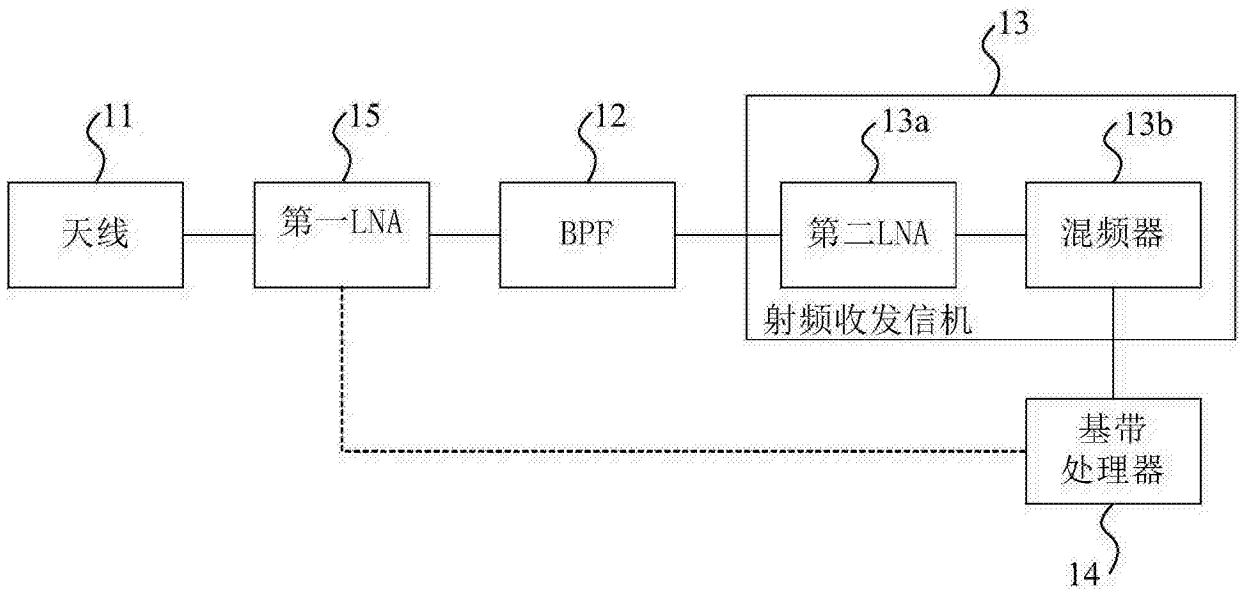 13
11
15
12
13a
13b
天线
第一LNA
BPF
第二LNA
混频器
射频收发信机
基带
处理器
14